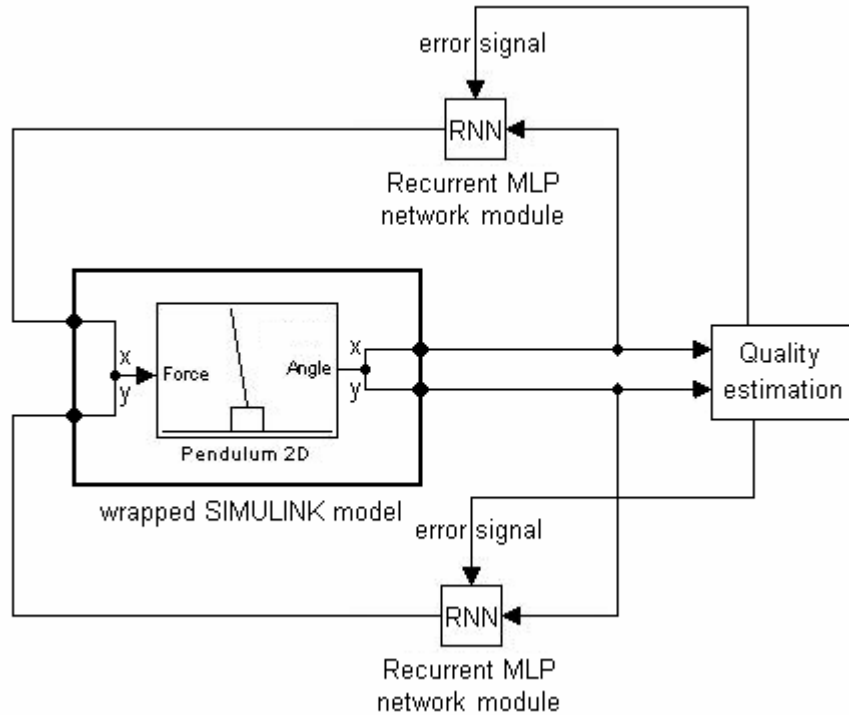 error signal
RNN
Recurrent MLP
network module
x
y
Force
Angle
x
y
Pendulum 2D
wrapped SIMULINK model
Quality
estimation
error signal
RNN
Recurrent MLP
network module